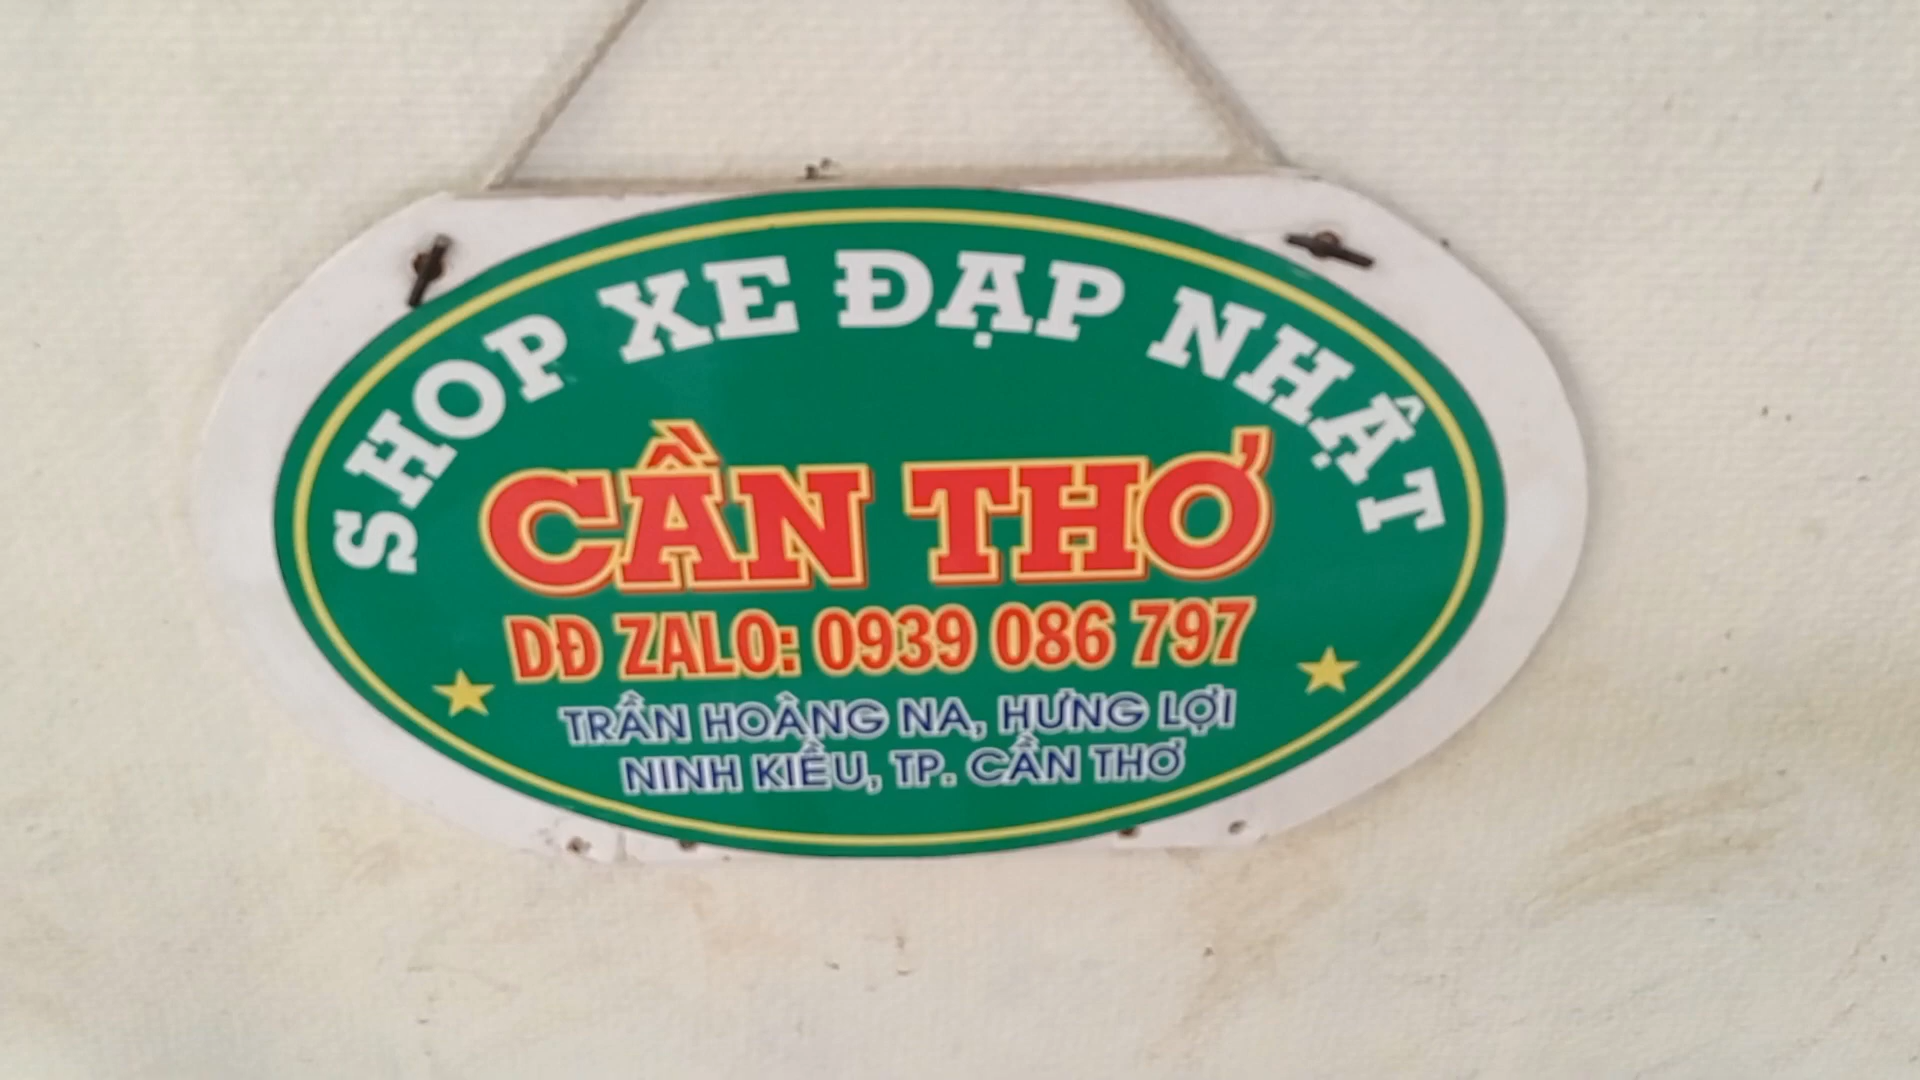 SHOP XE ĐẠP NHẬT
CẦN THƠ
DĐ ZALO: 0939 086 797
TRẦN HOÀNG NA, HƯNG LỢI
NINH KIỀU, TP. CẦN THƠ